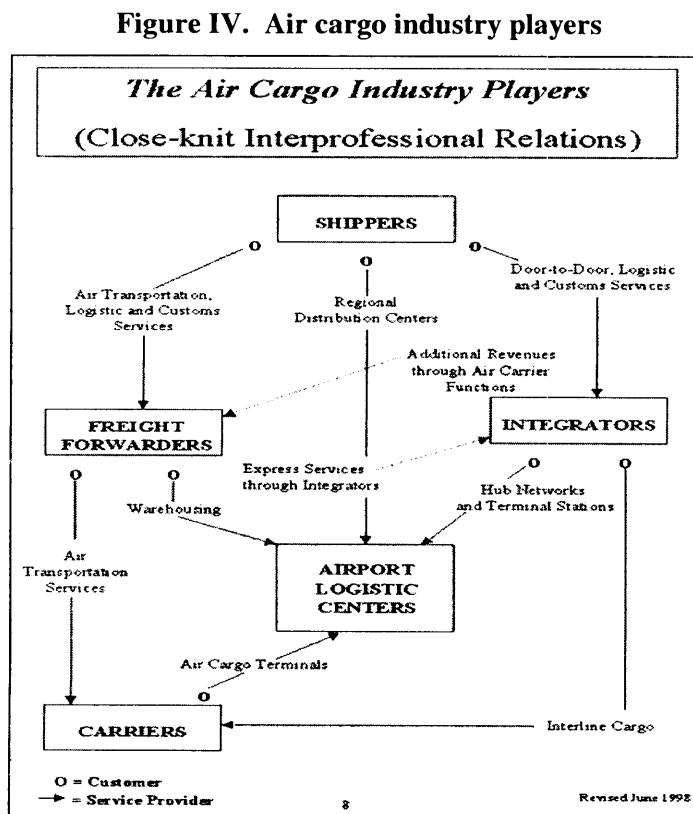 Figure IV. Air cargo industry players
The Air Cargo Industry Players
(Close-knit Interprofessional Relations)
SHIPPERS
O
O
O
Air Transportation,
Logistic and Customs
Services
Regional
Distribution Centers
Door-to-Door, Logistic
and Customs Services
Additional Revenues
through Air Carrier
Functions
FREIGHT
FORWARDERS
INTEGRATORS
O
O
O
O
Express Services
through Integrators
Hub Networks
and Terminal Stations
Warehousing
Air
Transportation
Services
AIRPORT
LOGISTIC
CENTERS
Air Cargo Terminals
O
CARRIERS
Interline Cargo
O = Customer
= Service Provider
8
Revised June 1998